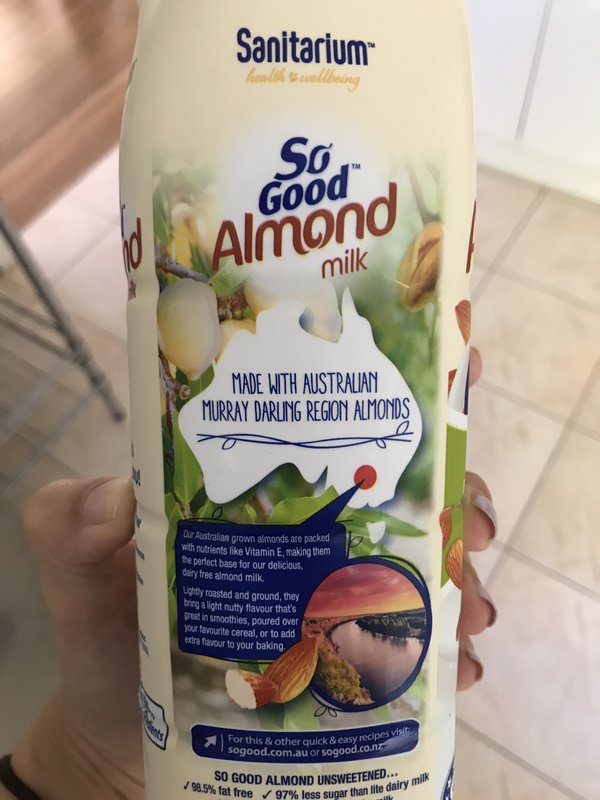 Sanitarium™
health & wellbeing
So
Good™
Almond
milk
MADE WITH AUSTRALIAN
MURRAY DARLING REGION ALMONDS
Our Australian grown almonds are packed
with nutrients like Vitamin E, making them
the perfect base for our delicious,
dairy free almond milk.
Lightly roasted and ground, they
bring a light nutty flavour that's
great in smoothies, poured over
your favourite cereal, or to add
extra flavour to your baking.
For this & other quick & easy recipes visit:
sogood.com.au or sogood.co.nz
SO GOOD ALMOND UNSWEETENED...
✓ 98.5% fat free ✓ 97% less sugar than lite dairy milk
milk